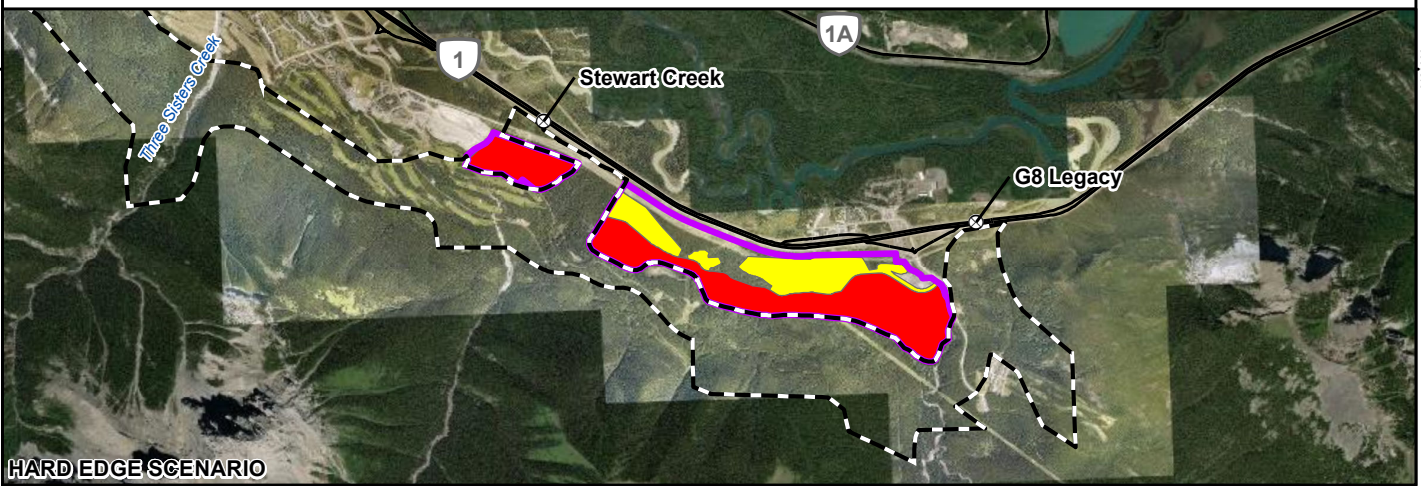 1A
1
Stewart Creek
Three Sisters Creek
G8 Legacy
HARD EDGE SCENARIO